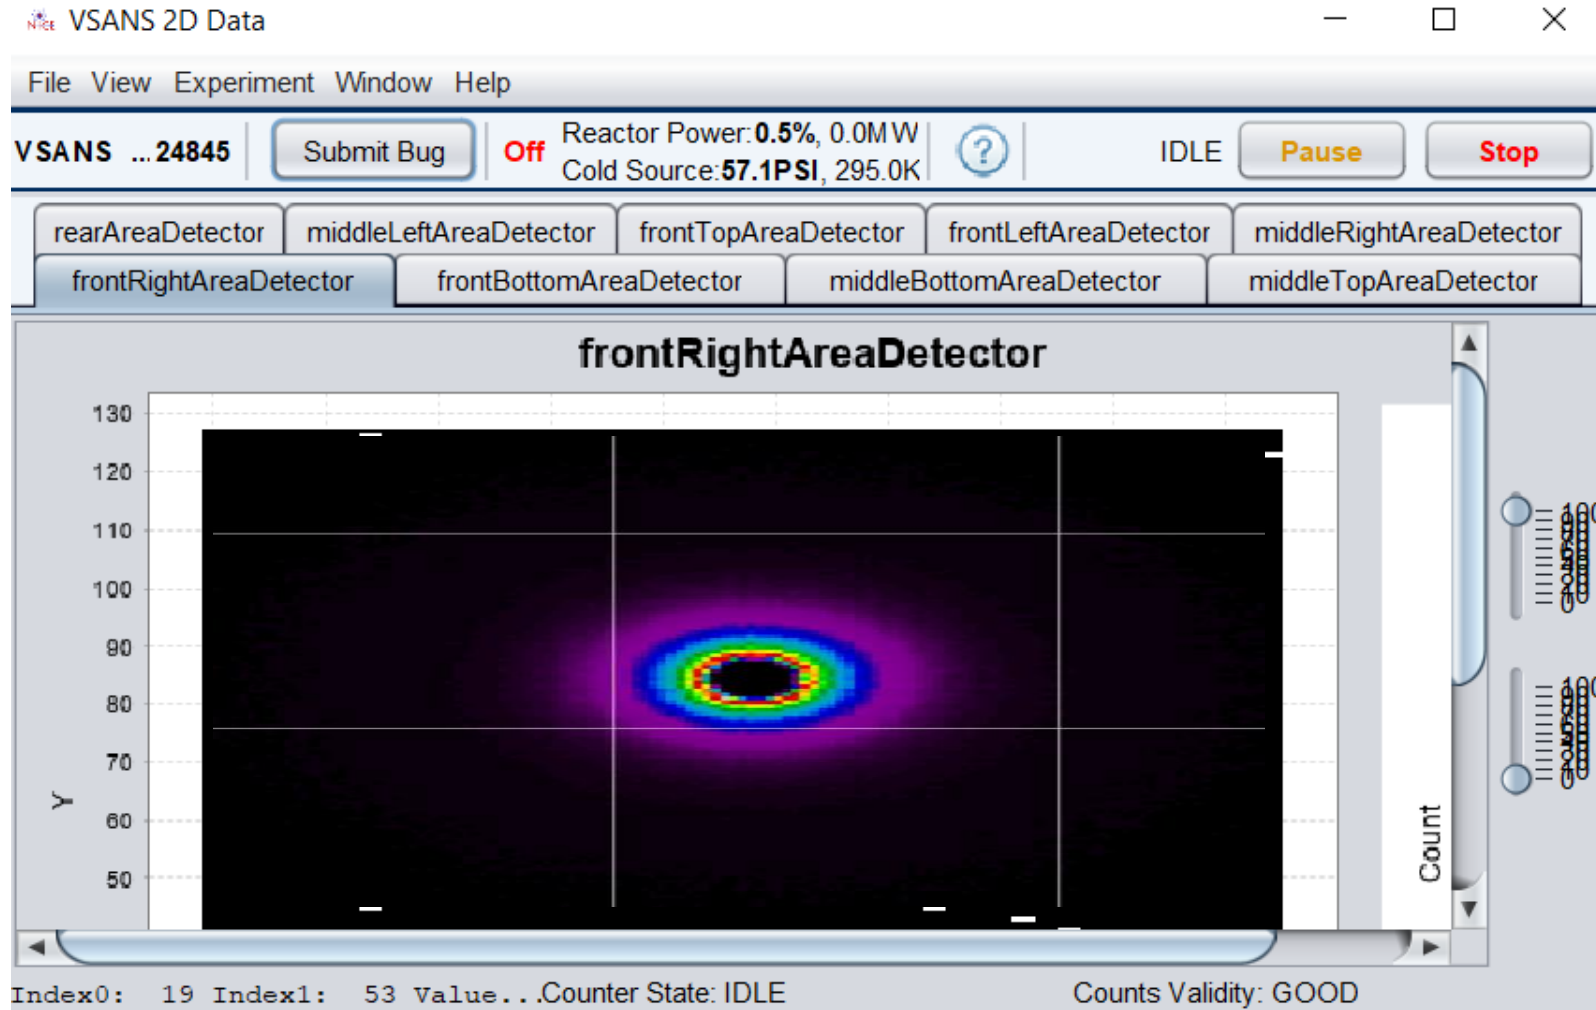 NICE VSANS 2D Data
File View Experiment Window Help
VSANS ...24845 Submit Bug Off Reactor Power:0.5%, 0.0MW IDLE Pause Stop
Cold Source:57.1PSI, 295.0K
?
rearAreaDetector middleLeftAreaDetector frontTopAreaDetector frontLeftAreaDetector middleRightAreaDetector
frontRightAreaDetector frontBottomAreaDetector middleBottomAreaDetector middleTopAreaDetector
frontRightAreaDetector
130
120
110
100
90
80
70
Y
60
50
Count
Index0: 19 Index1: 53 Value...Counter State: IDLE Counts Validity: GOOD